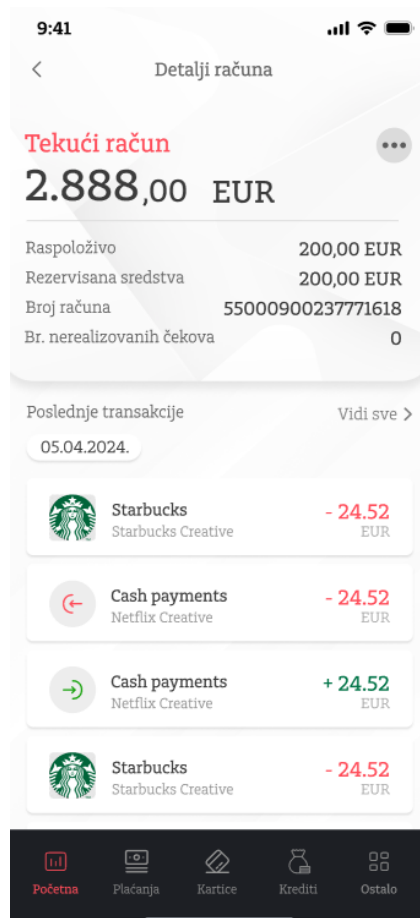 9:41
Detalji računa
Tekući račun
2.888,00 EUR
Raspoloživo 200,00 EUR
Rezervisana sredstva 200,00 EUR
Broj računa 55000900237771618
Br. nerealizovanih čekova 0
Poslednje transakcije Vidi sve
05.04.2024.
Starbucks - 24.52
Starbucks Creative EUR
Cash payments - 24.52
Netflix Creative EUR
Cash payments + 24.52
Netflix Creative EUR
Starbucks - 24.52
Starbucks Creative EUR
Početna Plaćanja Kartice Krediti Ostalo